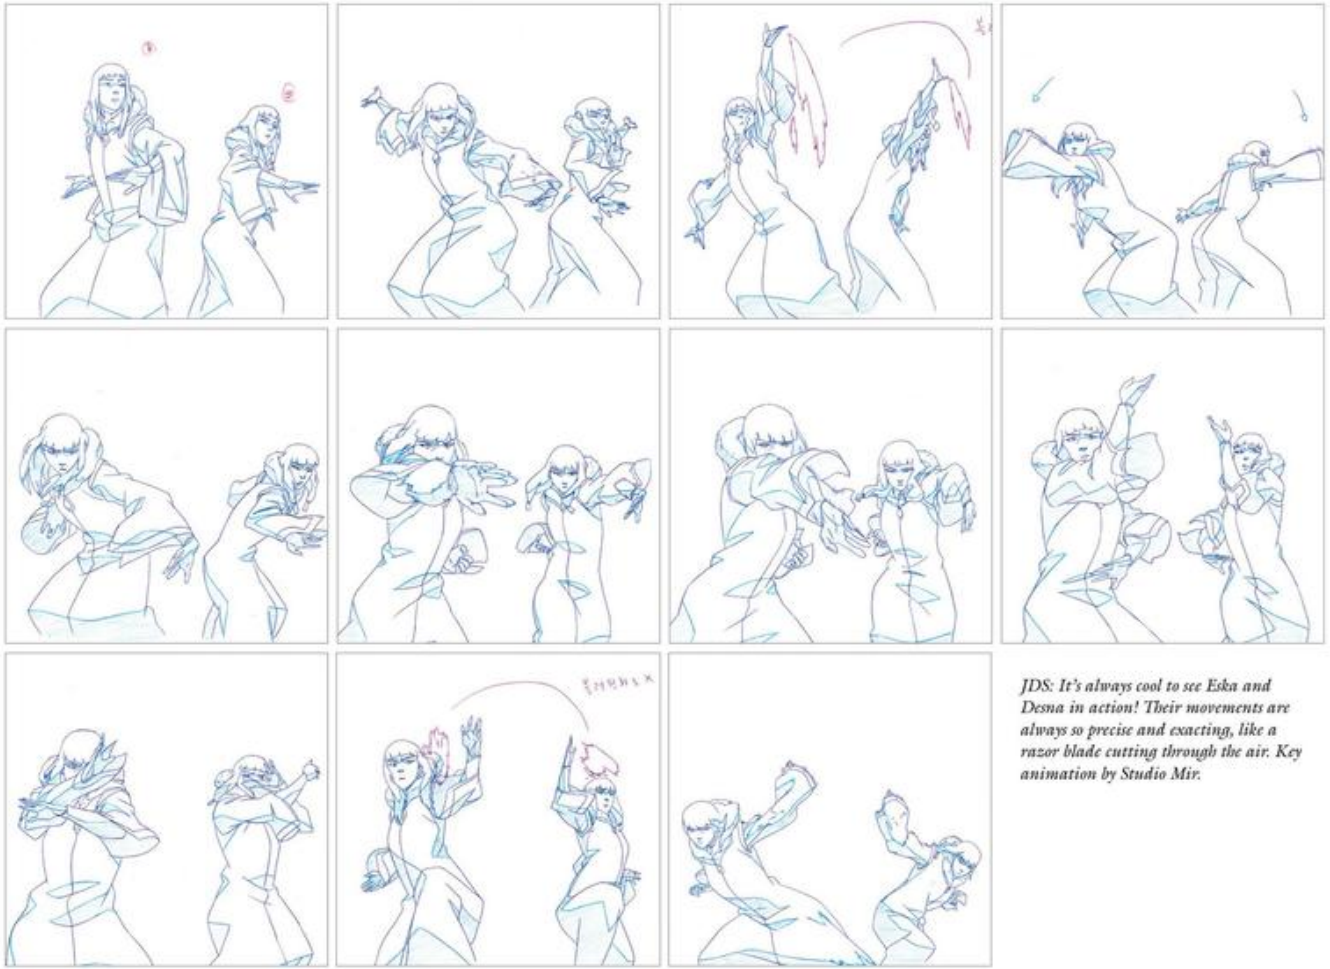 JDS: It's always cool to see Eska and
Desna in action! Their movements are
always so precise and exacting, like a
razor blade cutting through the air. Key
animation by Studio Mir.